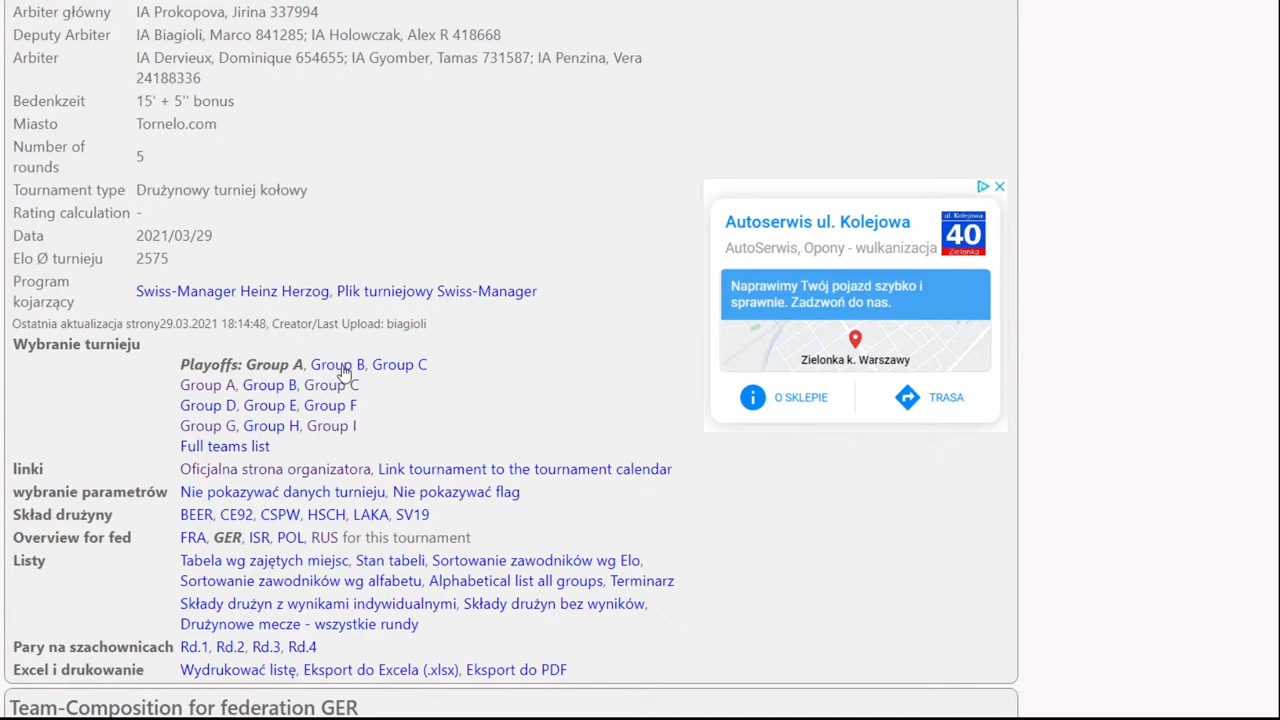 Arbiter główny IA Prokopova, Jirina 337994
Deputy Arbiter IA Biagioli, Marco 841285; IA Holowczak, Alex R 418668
Arbiter IA Dervieux, Dominique 654655; IA Gyomber, Tamas 731587; IA Penzina, Vera
24188336
Bedenkzeit 15' + 5'' bonus
Miasto Tornelo.com
Number of
rounds 5
Tournament type Drużynowy turniej kołowy
Rating calculation -
Data 2021/03/29
Elo Ø turnieju 2575
Program
kojarzący Swiss-Manager Heinz Herzog, Plik turniejowy Swiss-Manager
Ostatnia aktualizacja strony29.03.2021 18:14:48, Creator/Last Upload: biagioli
Wybranie turnieju
Playoffs: Group A, Group B, Group C
Group A, Group B, Group C
Group D, Group E, Group F
Group G, Group H, Group I
Full teams list
linki Oficjalna strona organizatora, Link tournament to the tournament calendar
wybranie parametrów Nie pokazywać danych turnieju, Nie pokazywać flag
Skład drużyny BEER, CE92, CSPW, HSCH, LAKA, SV19
Overview for fed FRA, GER, ISR, POL, RUS for this tournament
Listy Tabela wg zajętych miejsc, Stan tabeli, Sortowanie zawodników wg Elo,
Sortowanie zawodników wg alfabetu, Alphabetical list all groups, Terminarz
Składy drużyn z wynikami indywidualnymi, Składy drużyn bez wyników,
Drużynowe mecze - wszystkie rundy
Pary na szachownicach Rd.1, Rd.2, Rd.3, Rd.4
Excel i drukowanie Wydrukować listę, Eksport do Excela (.xlsx), Eksport do PDF
Team-Composition for federation GER
Autoserwis ul. Kolejowa
AutoSerwis, Opony - wulkanizacja
ul. Kolejowa
40
Zielonka
Naprawimy Twój pojazd szybko i
sprawnie. Zadzwoń do nas.
Zielonka k. Warszawy
O SKLEPIE TRASA